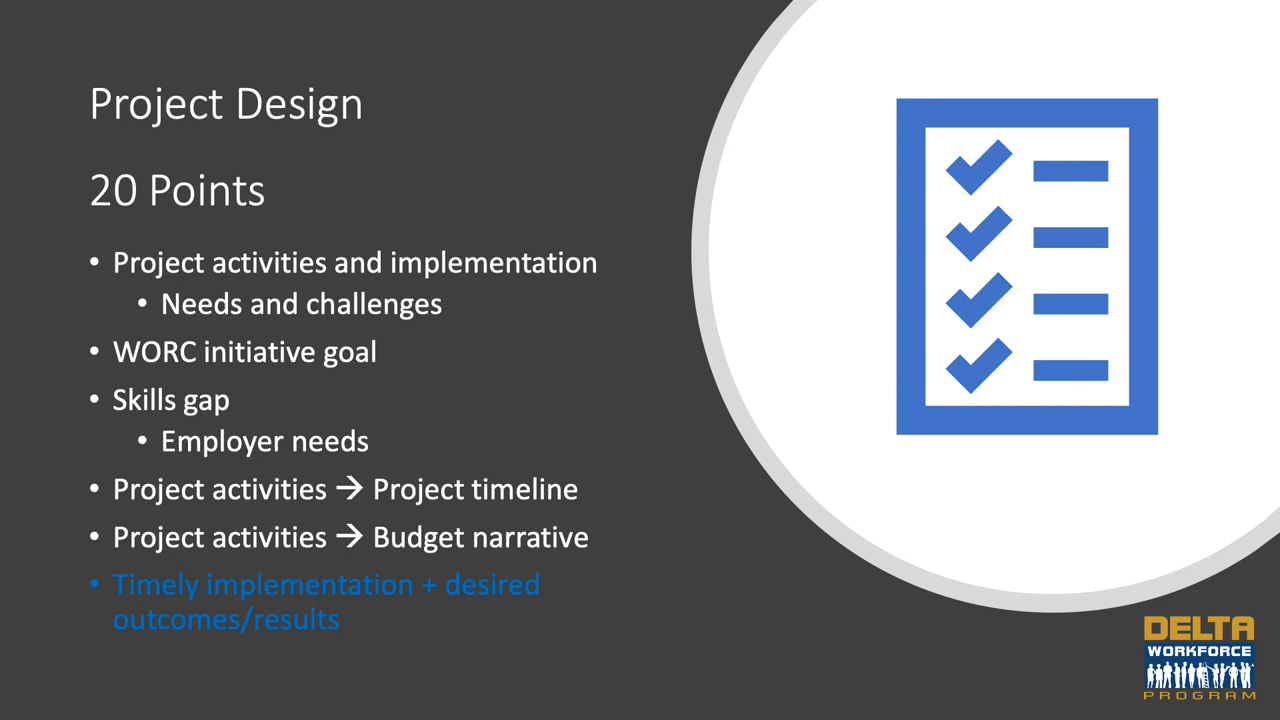 Project Design
20 Points
• Project activities and implementation
• Needs and challenges
• WORC initiative goal
• Skills gap
• Employer needs
• Project activities → Project timeline
• Project activities → Budget narrative
• Timely implementation + desired
outcomes/results
DELTA
WORKFORCE
PROGRAM